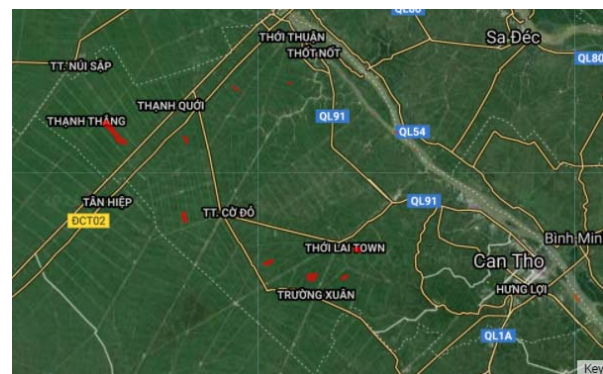 QL80
Sa Đéc
THỚI THUẬN
THỐT NỐT
QL80
TT. NÚI SẬP
THẠNH QUỚI
THẠNH THẮNG
QL91
QL54
TÂN HIỆP
ĐCT02
TT. CỜ ĐỎ
QL91
THỚI LAI TOWN
Bình Min
Can Tho
TRƯỜNG XUÂN
HƯNG LỢI
QL1A
Key